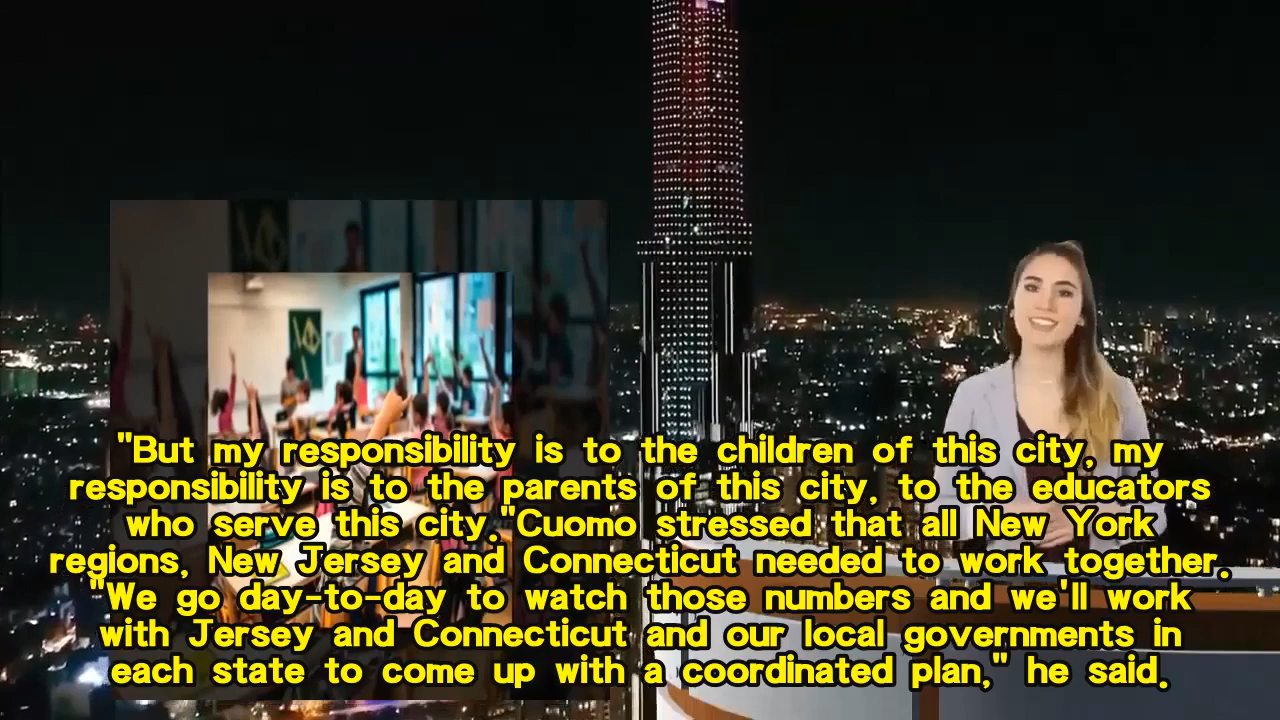 "But my responsibility is to the children of this city, my
responsibility is to the parents of this city, to the educators
who serve this city."Cuomo stressed that all New York
regions, New Jersey and Connecticut needed to work together.
"We go day-to-day to watch those numbers and we'll work
with Jersey and Connecticut and our local governments in
each state to come up with a coordinated plan," he said.